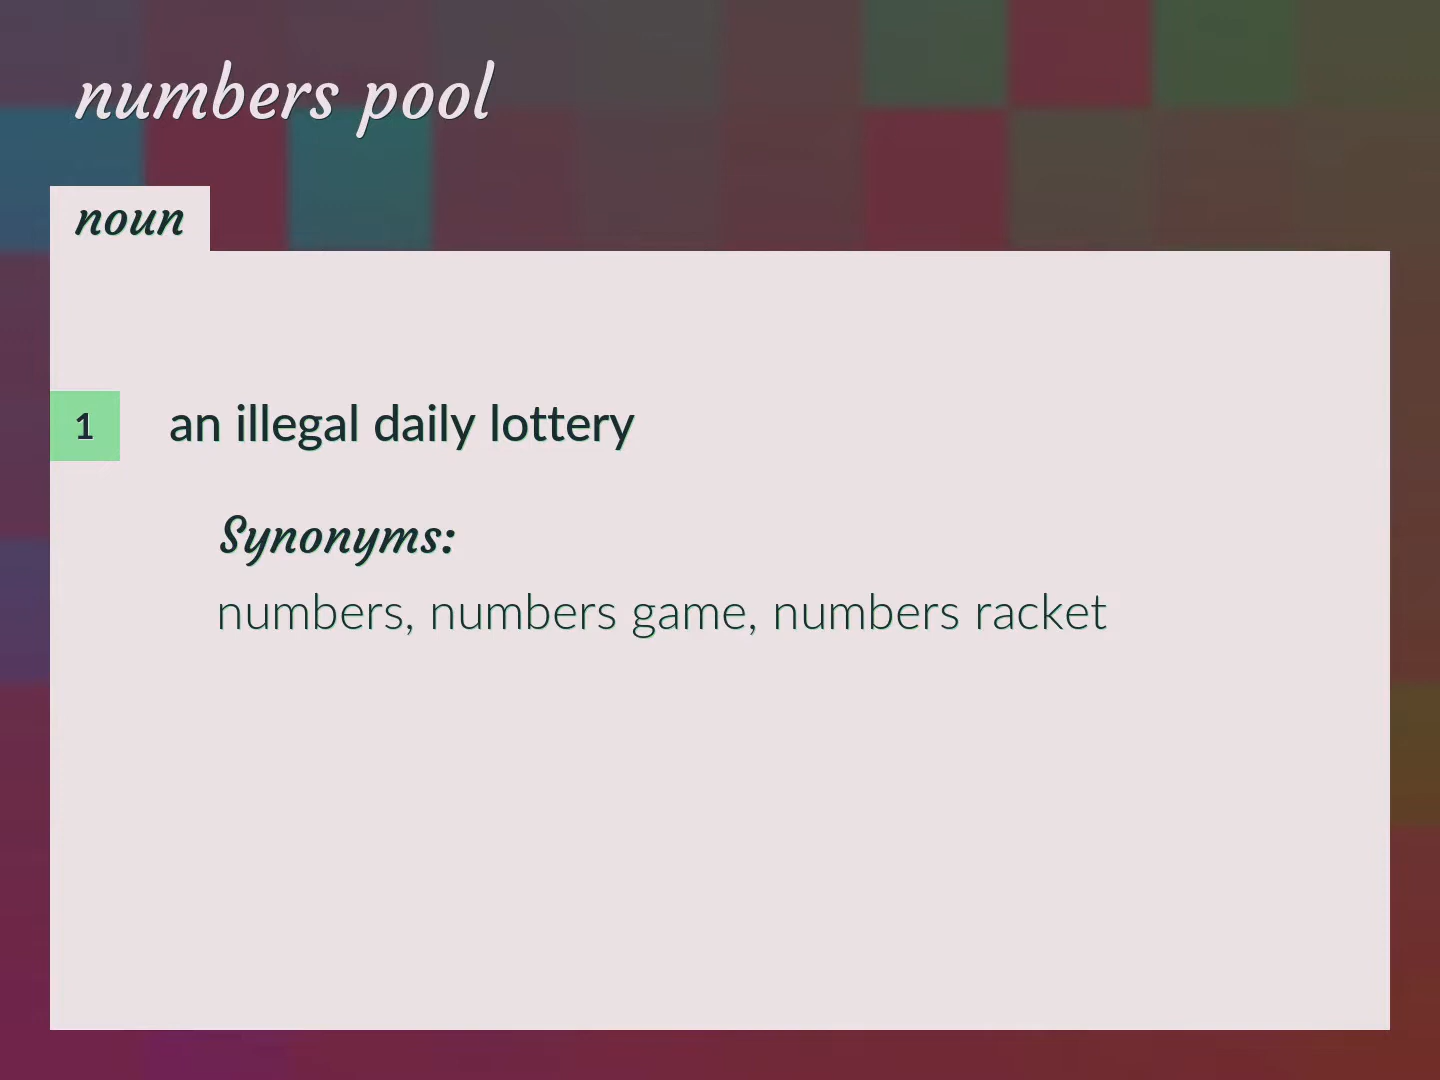 numbers pool
noun
1 an illegal daily lottery
Synonyms:
numbers, numbers game, numbers racket